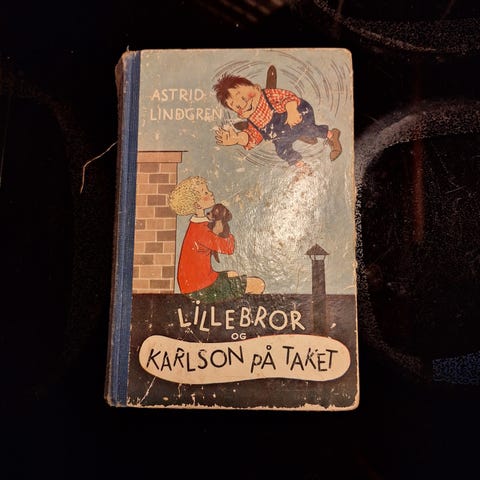 ASTRID
LINDGREN
LILLEBROR
OG
KARLSON PÅ TAKET